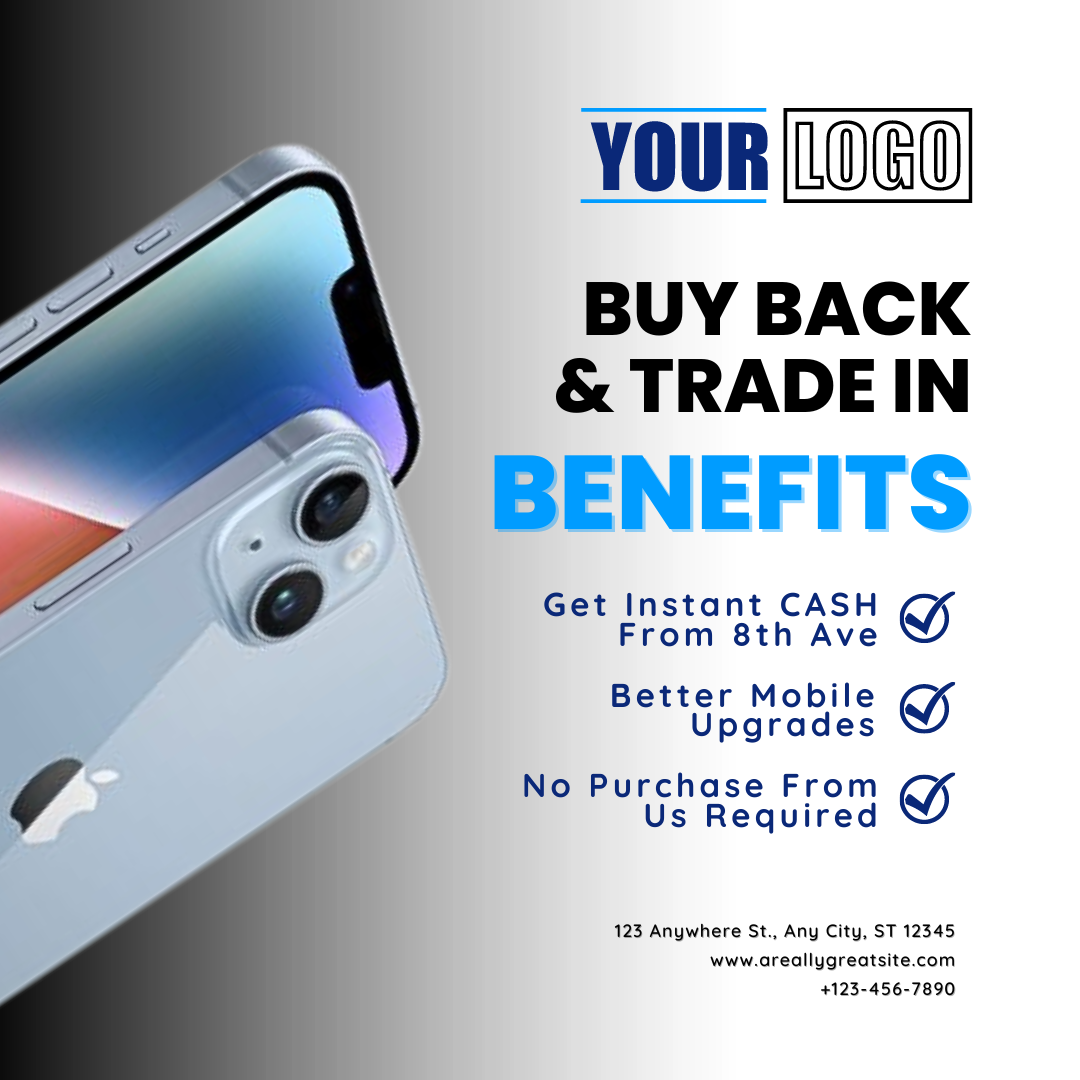 YOUR LOGO
BUY BACK
& TRADE IN
BENEFITS
Get Instant CASH
From 8th Ave
Better Mobile
Upgrades
No Purchase From
Us Required
123 Anywhere St., Any City, ST 12345
www.areallygreatsite.com
+123-456-7890